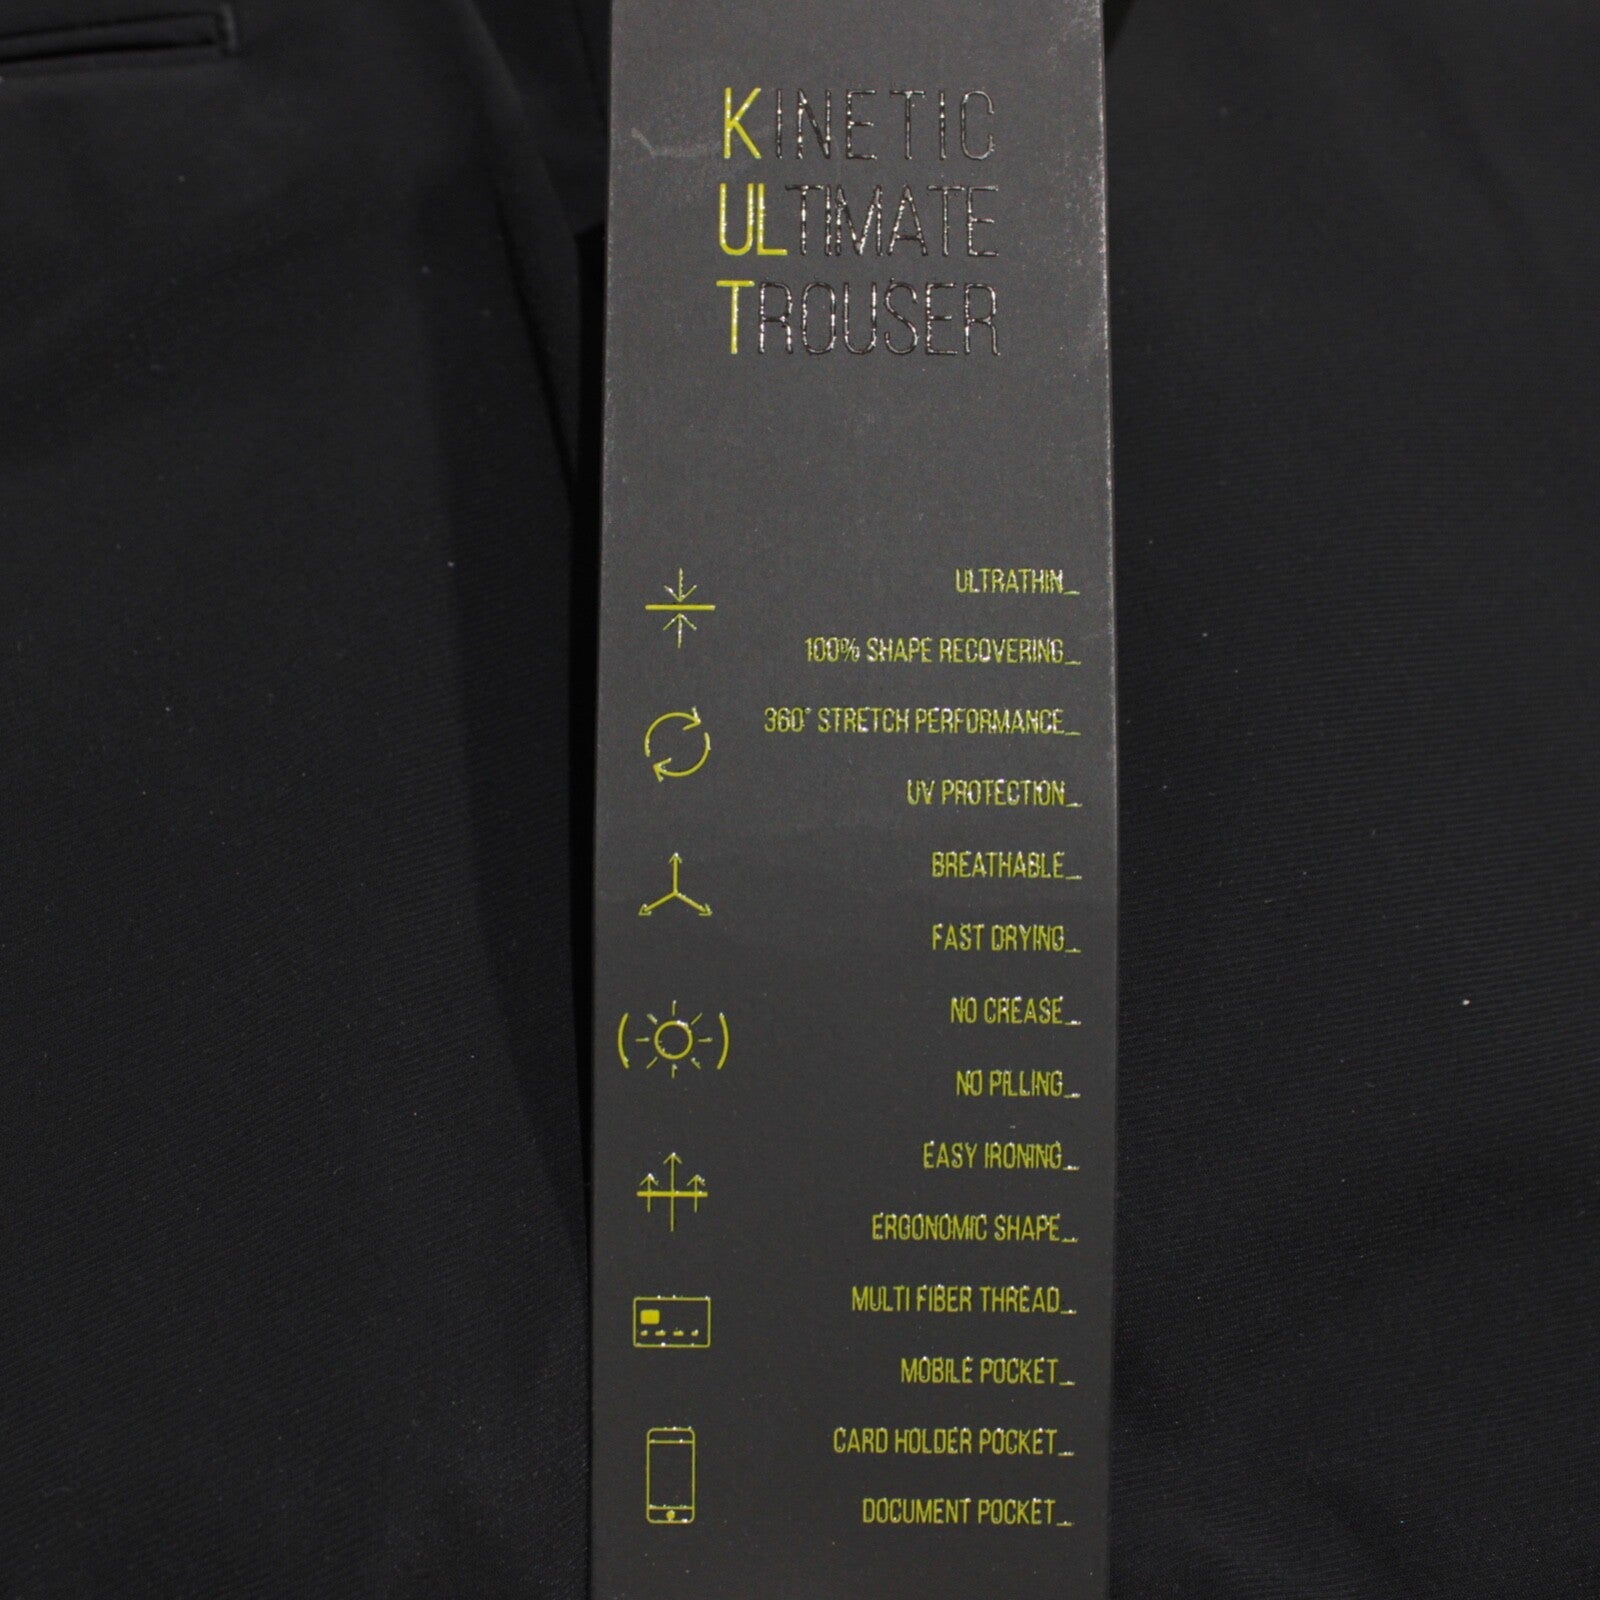 KINETIC
ULTIMATE
TROUSER
ULTRATHIN_
100% SHAPE RECOVERING_
360° STRETCH PERFORMANCE_
UV PROTECTION_
BREATHABLE_
FAST DRYING_
NO CREASE_
NO PILLING_
EASY IRONING_
ERGONOMIC SHAPE_
MULTI FIBER THREAD_
MOBILE POCKET_
CARD HOLDER POCKET_
DOCUMENT POCKET_